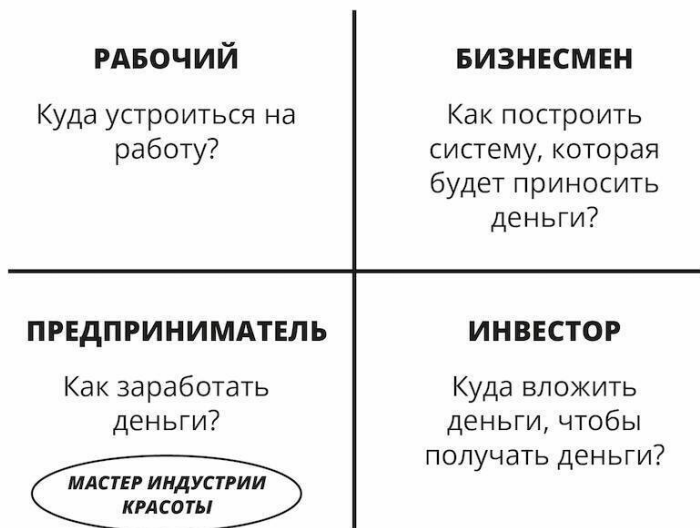 РАБОЧИЙ
Куда устроиться на
работу?
БИЗНЕСМЕН
Как построить
систему, которая
будет приносить
деньги?
ПРЕДПРИНИМАТЕЛЬ
Как заработать
деньги?
МАСТЕР ИНДУСТРИИ
КРАСОТЫ
ИНВЕСТОР
Куда вложить
деньги, чтобы
получать деньги?